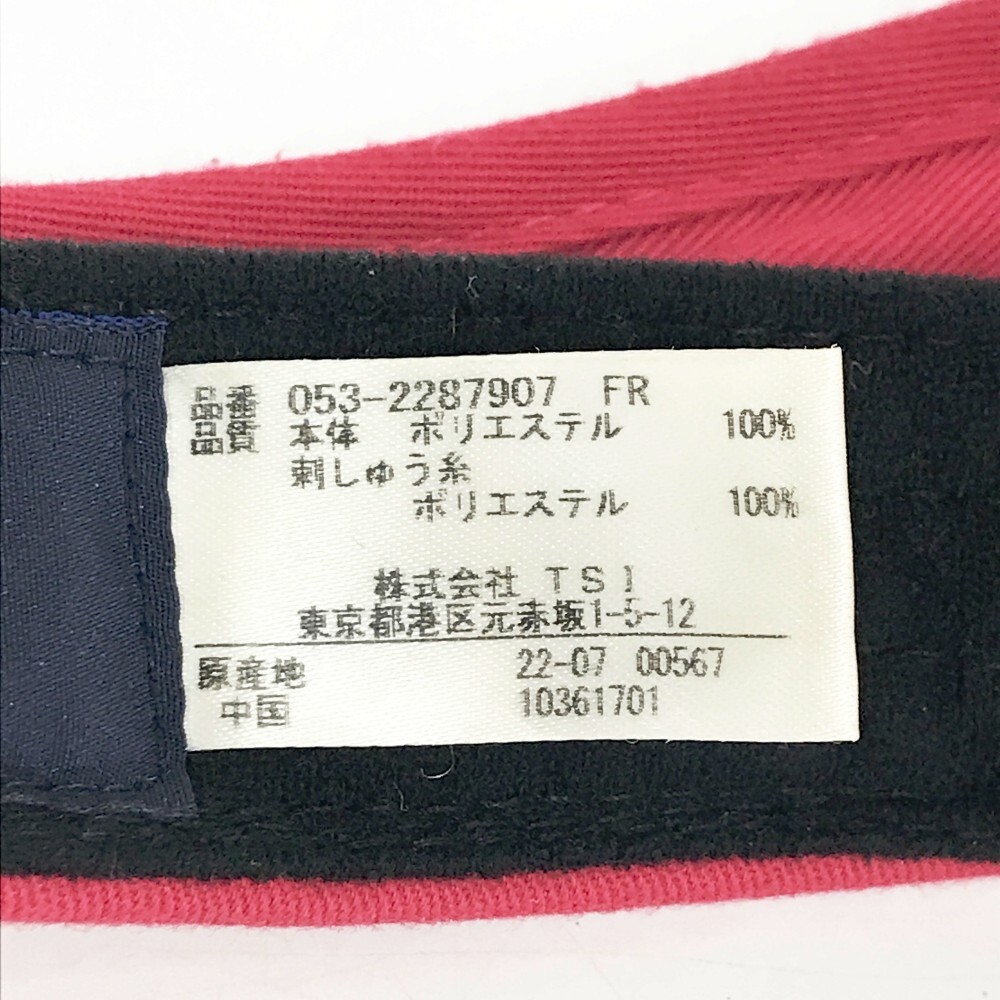 品番 053-2287907 FR
品質 本体 ポリエステル 100%
刺しゅう糸
ポリエステル 100%
株式会社 TSI
東京都港区元赤坂1-5-12
原産地 22-07 00567
中国 10361701